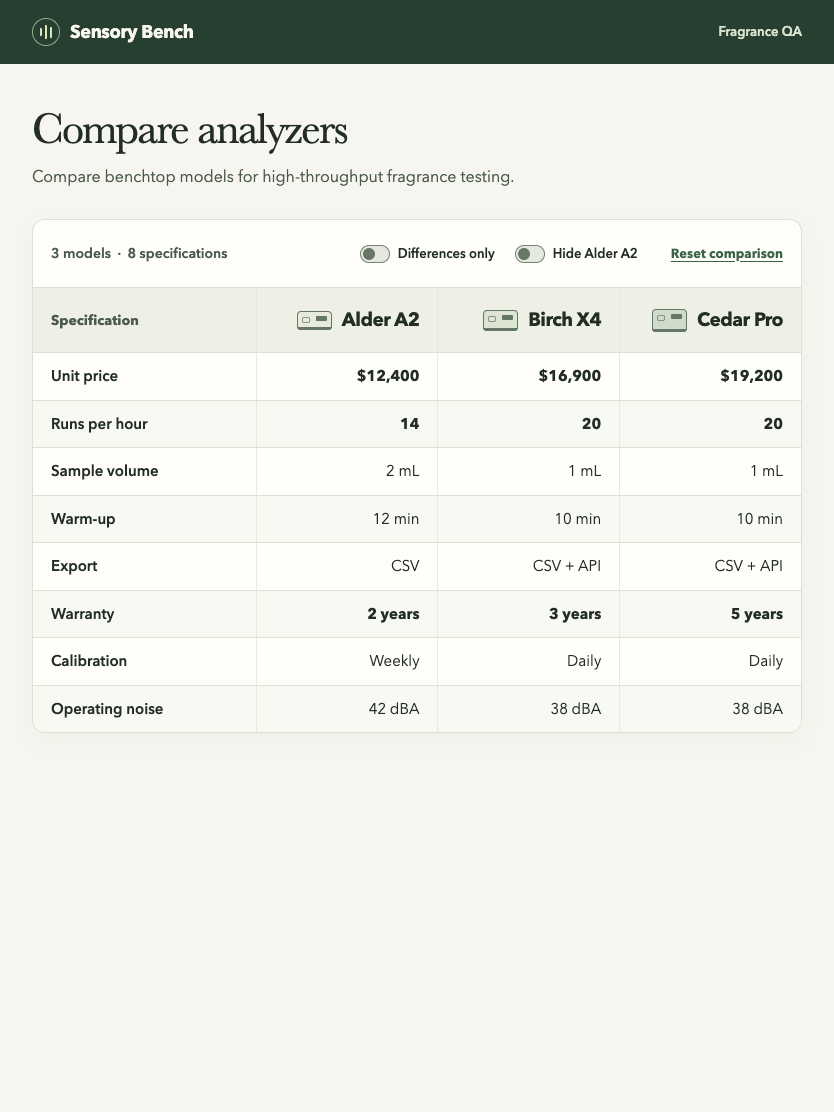 Sensory Bench Fragrance QA
Compare analyzers
Compare benchtop models for high-throughput fragrance testing.
3 models · 8 specifications Differences only Hide Alder A2 Reset comparison
Specification Alder A2 Birch X4 Cedar Pro
Unit price $12,400 $16,900 $19,200
Runs per hour 14 20 20
Sample volume 2 mL 1 mL 1 mL
Warm-up 12 min 10 min 10 min
Export CSV CSV + API CSV + API
Warranty 2 years 3 years 5 years
Calibration Weekly Daily Daily
Operating noise 42 dBA 38 dBA 38 dBA